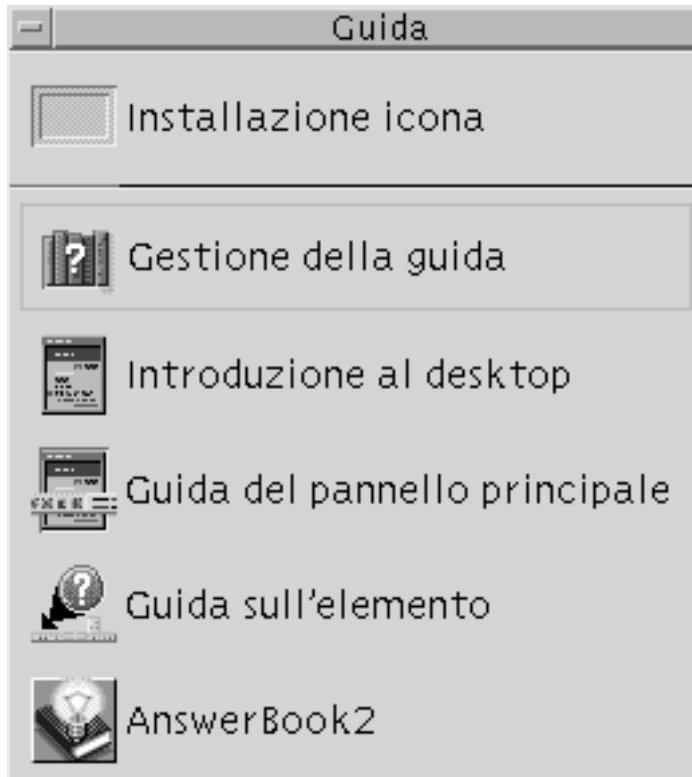 Guida
Installazione icona
Gestione della guida
Introduzione al desktop
Guida del pannello principale
Guida sull'elemento
AnswerBook2